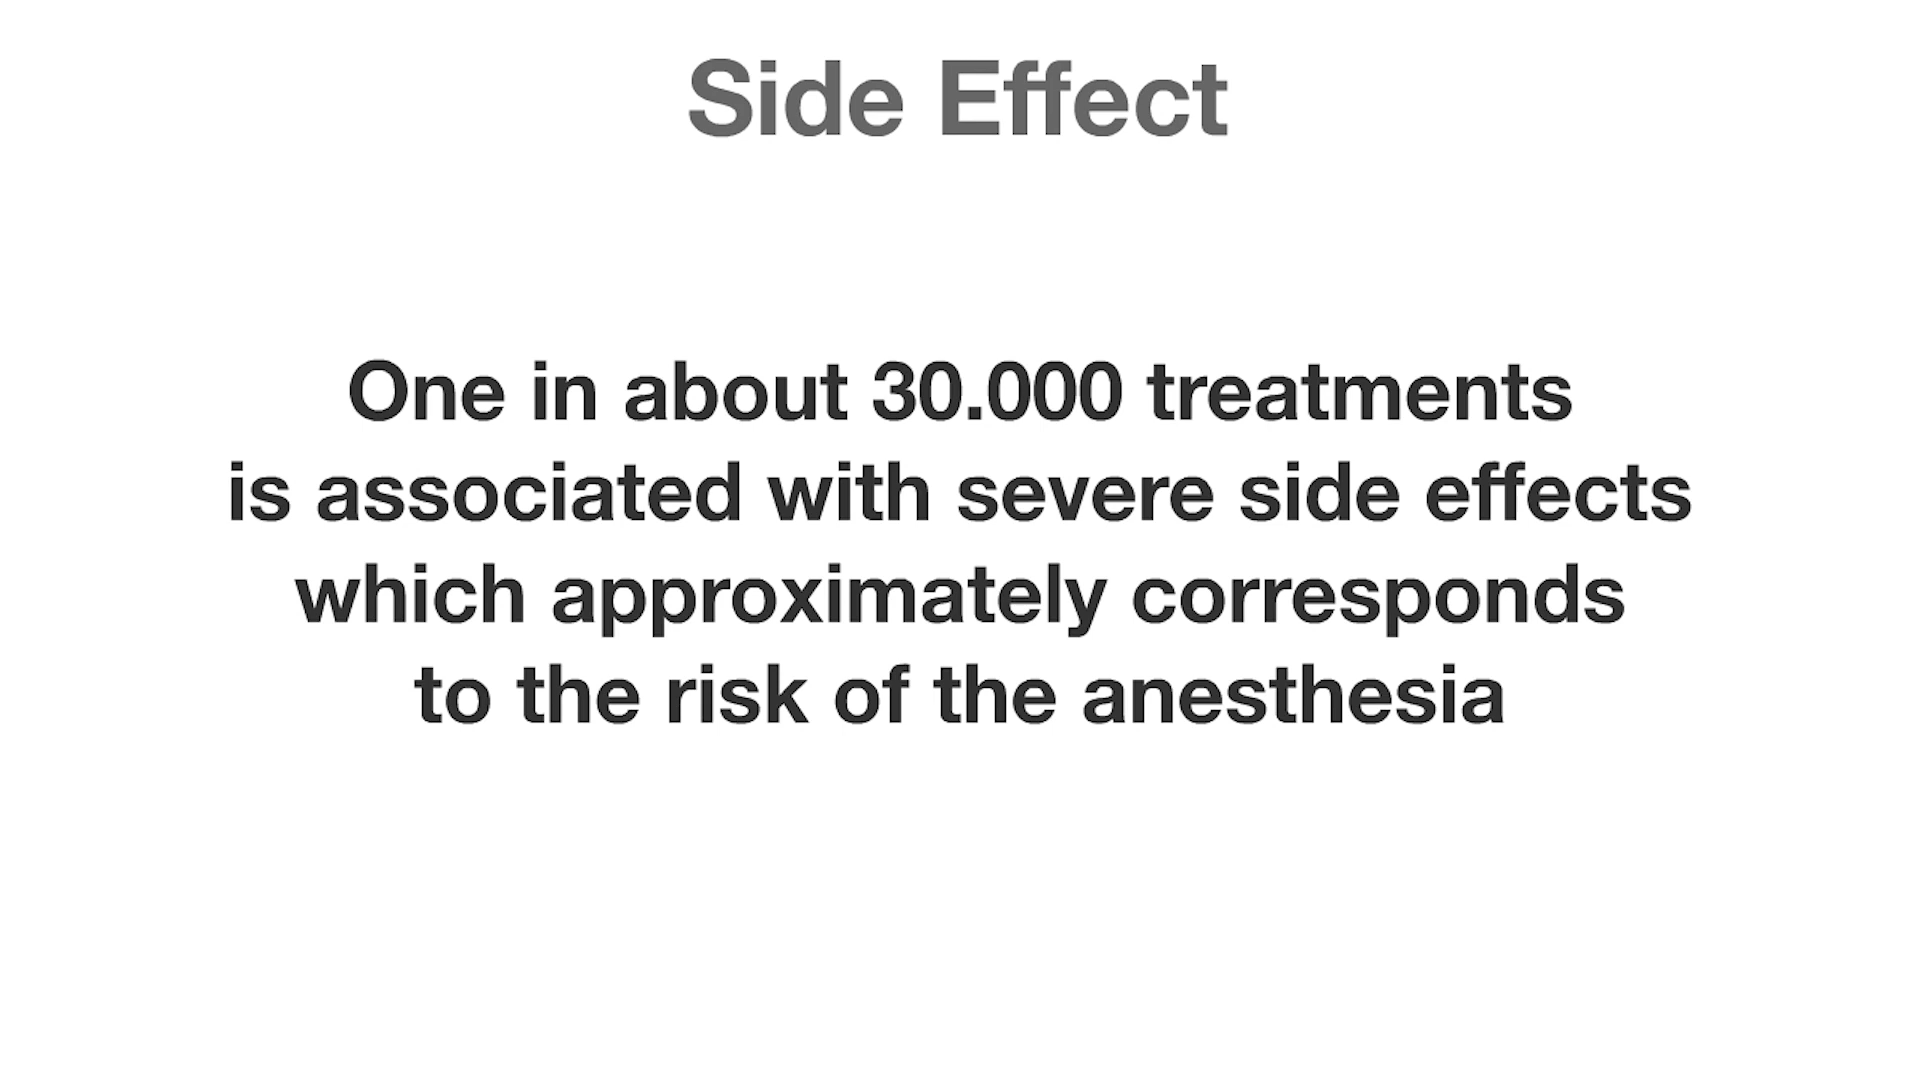 Side Effect
One in about 30.000 treatments
is associated with severe side effects
which approximately corresponds
to the risk of the anesthesia